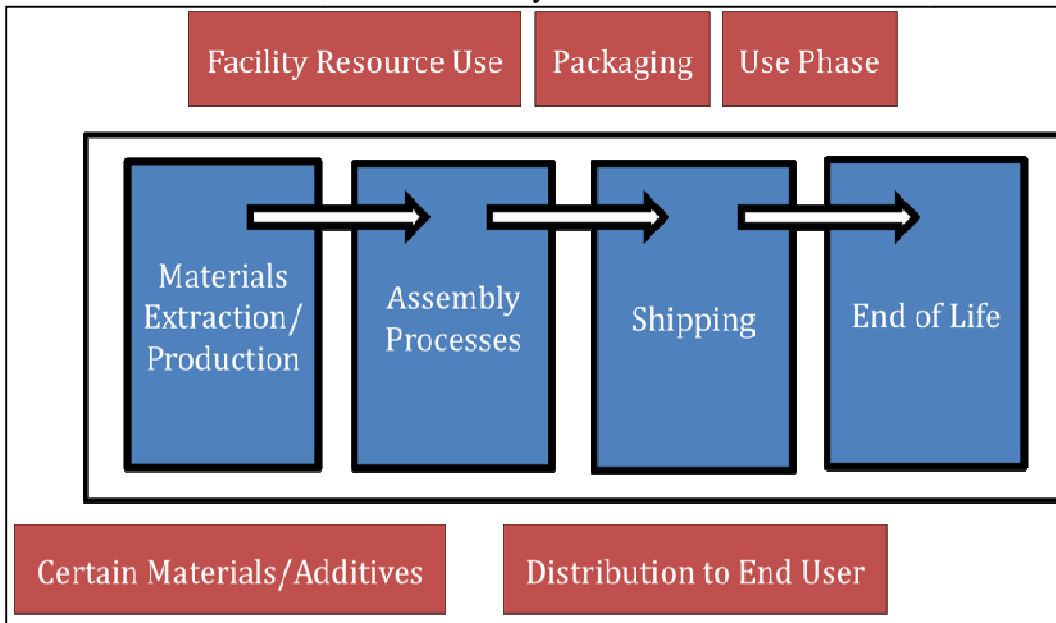 Facility Resource Use
Packaging
Use Phase
Materials
Extraction/
Production
Assembly
Processes
Shipping
End of Life
Certain Materials/Additives
Distribution to End User